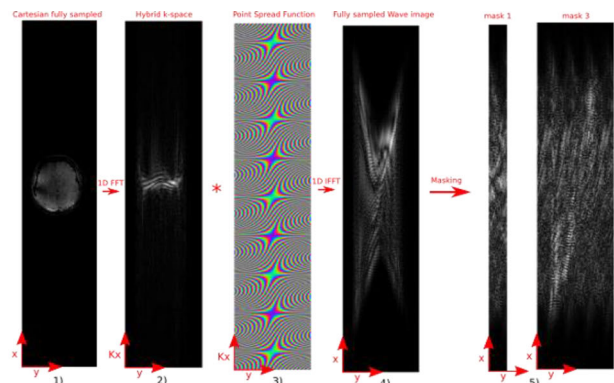 Cartesian fully sampled
Hybrid k-space
Point Spread Function
Fully sampled Wave image
mask 1
mask 3
1D FFT
*
1D IFFT
Masking
x
y
Kx
y
Kx
y
x
y
x
y
1)
2)
3)
4)
5)